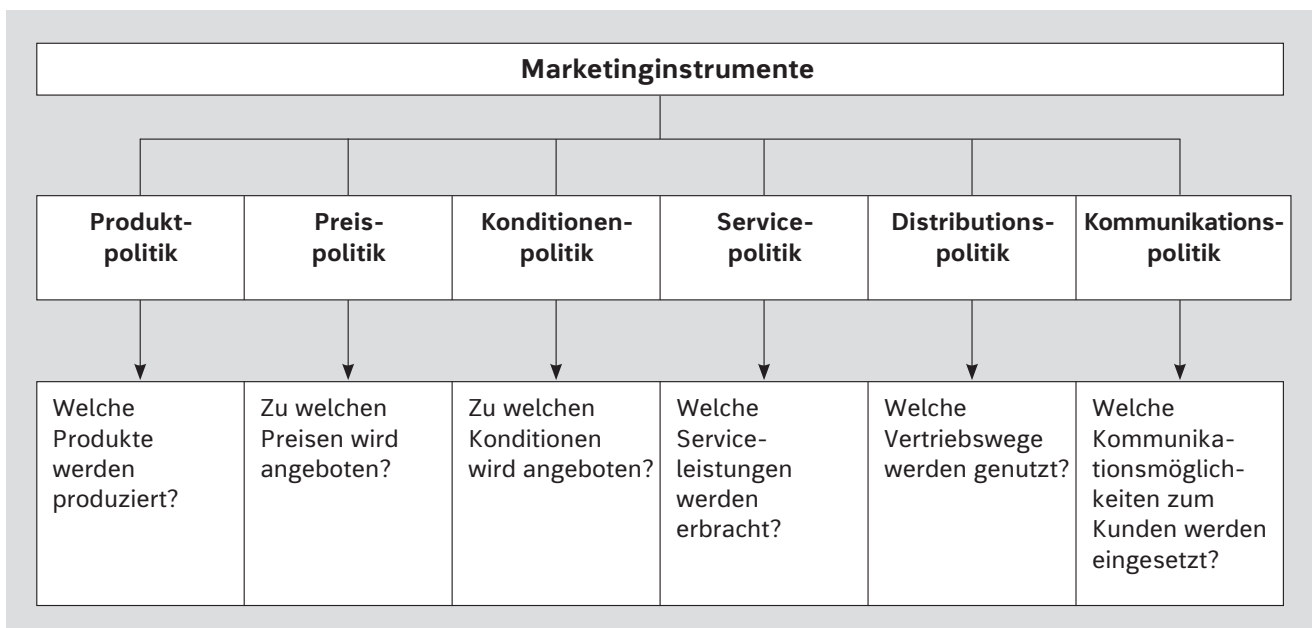 Marketinginstrumente
Produkt-
politik
Preis-
politik
Konditionen-
politik
Service-
politik
Distributions-
politik
Kommunikations-
politik
Welche
Produkte
werden
produziert?
Zu welchen
Preisen wird
angeboten?
Zu welchen
Konditionen
wird angeboten?
Welche
Service-
leistungen
werden
erbracht?
Welche
Vertriebswege
werden genutzt?
Welche
Kommunika-
tionsmöglich-
keiten zum
Kunden werden
eingesetzt?